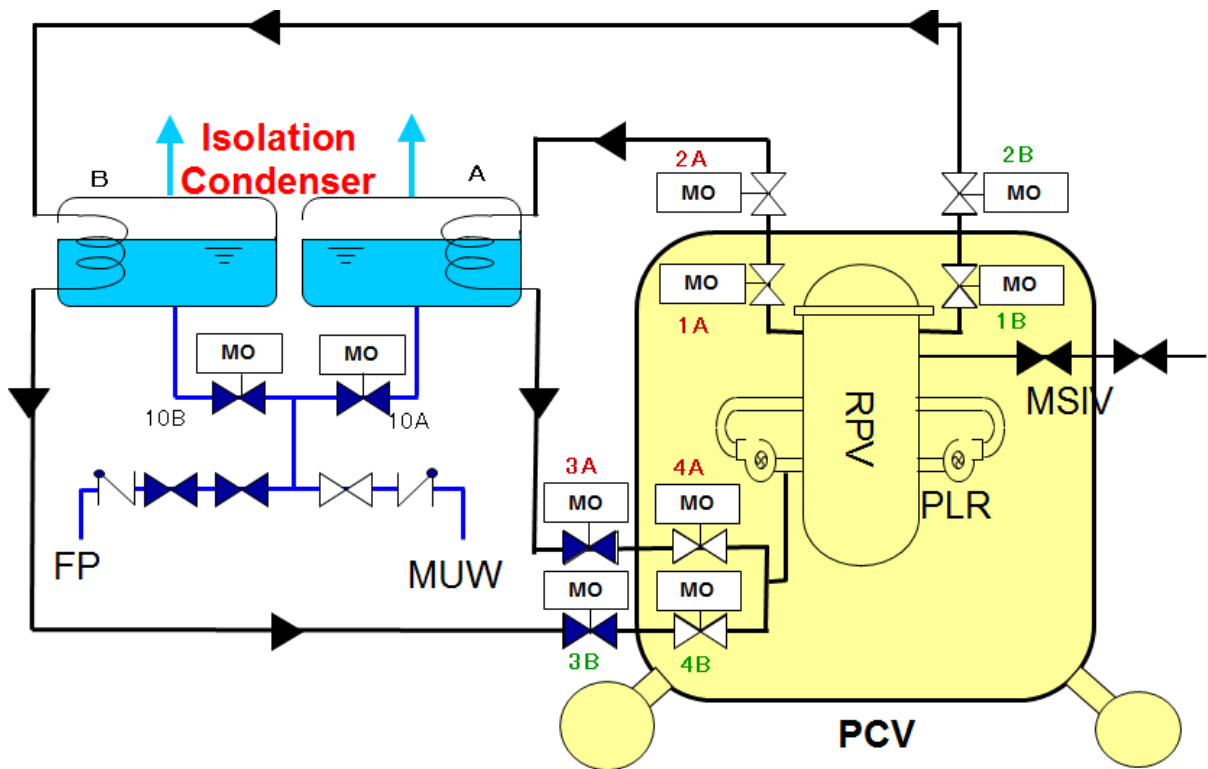 Isolation
Condenser
B
A
2A
2B
MO
MO
MO
MO
1A
1B
MO
MO
10B
10A
MSIV
RPV
3A
4A
MO
MO
PLR
FP
MUW
MO
MO
3B
4B
PCV